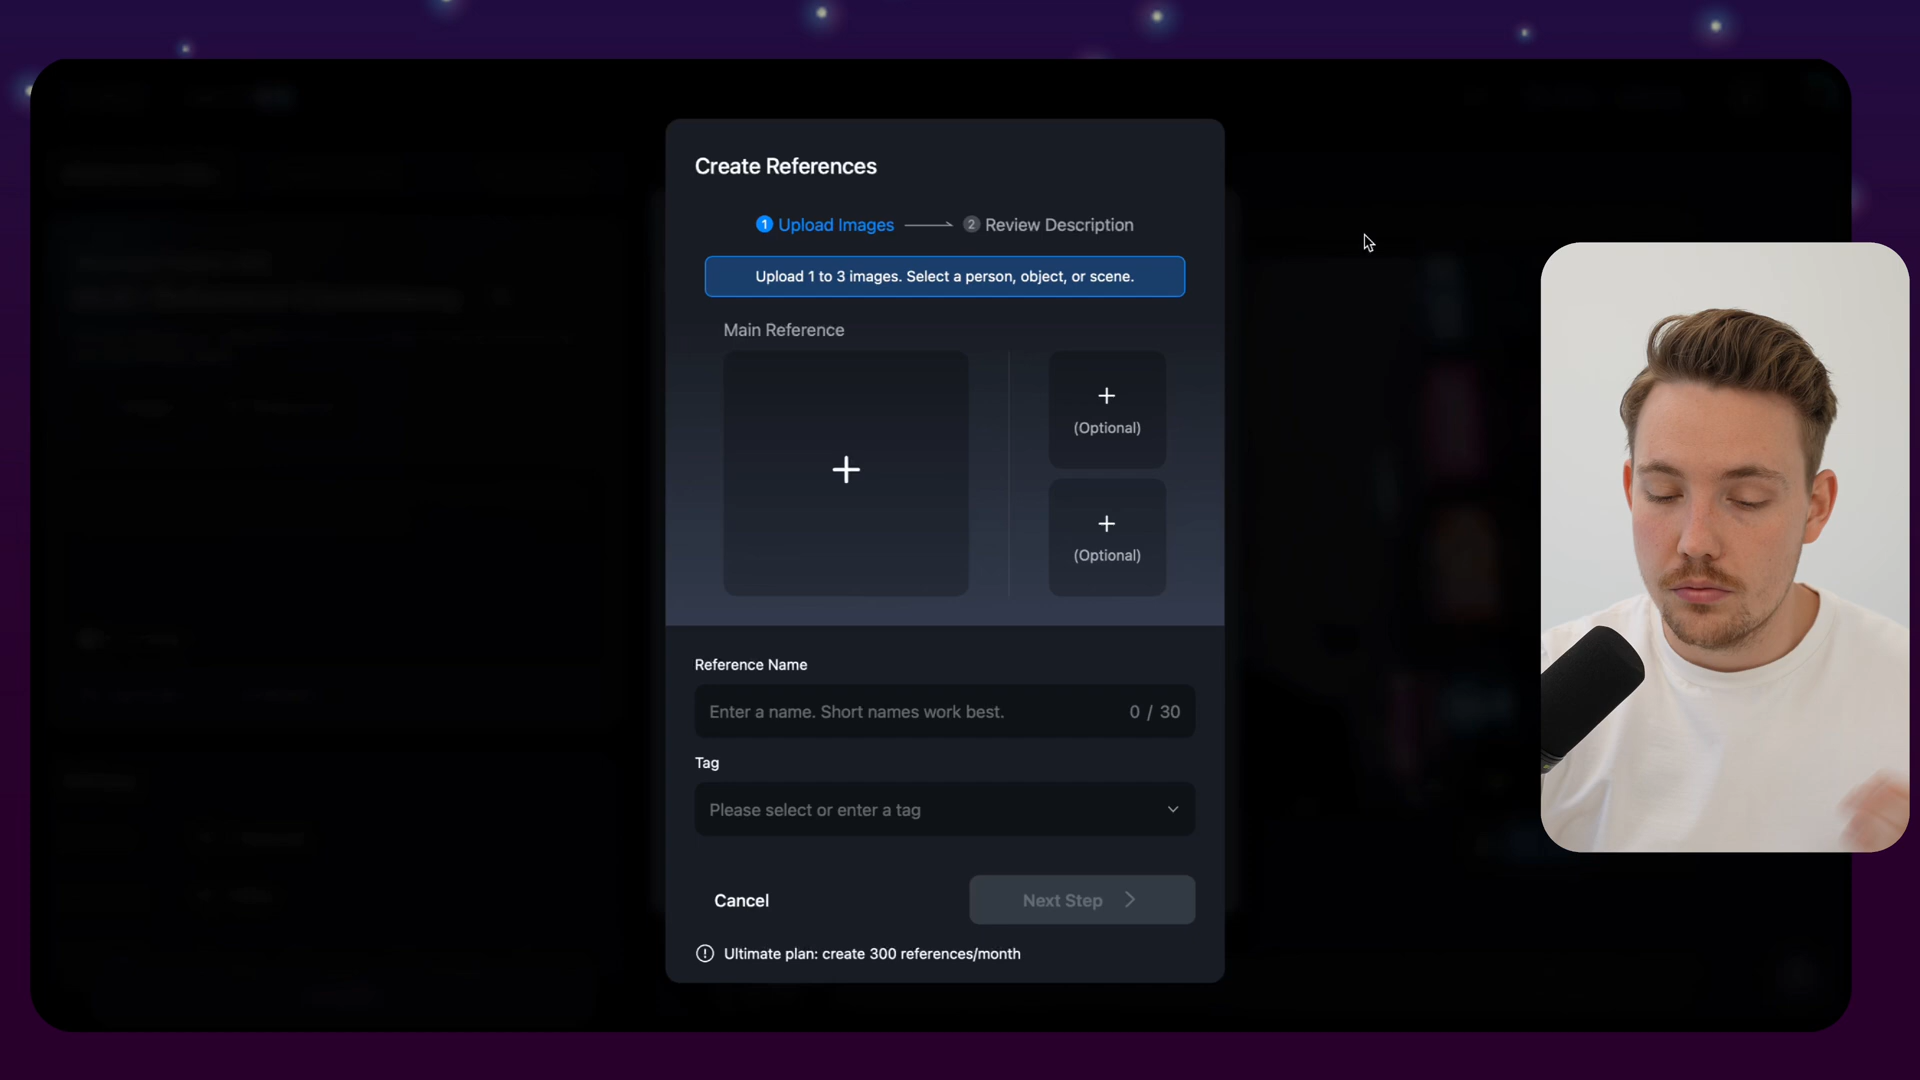 Create References
1 Upload Images
2 Review Description
Upload 1 to 3 images. Select a person, object, or scene.
Main Reference
(Optional)
(Optional)
Reference Name
Enter a name. Short names work best.
0 / 30
Tag
Please select or enter a tag
Cancel
Next Step
Ultimate plan: create 300 references/month